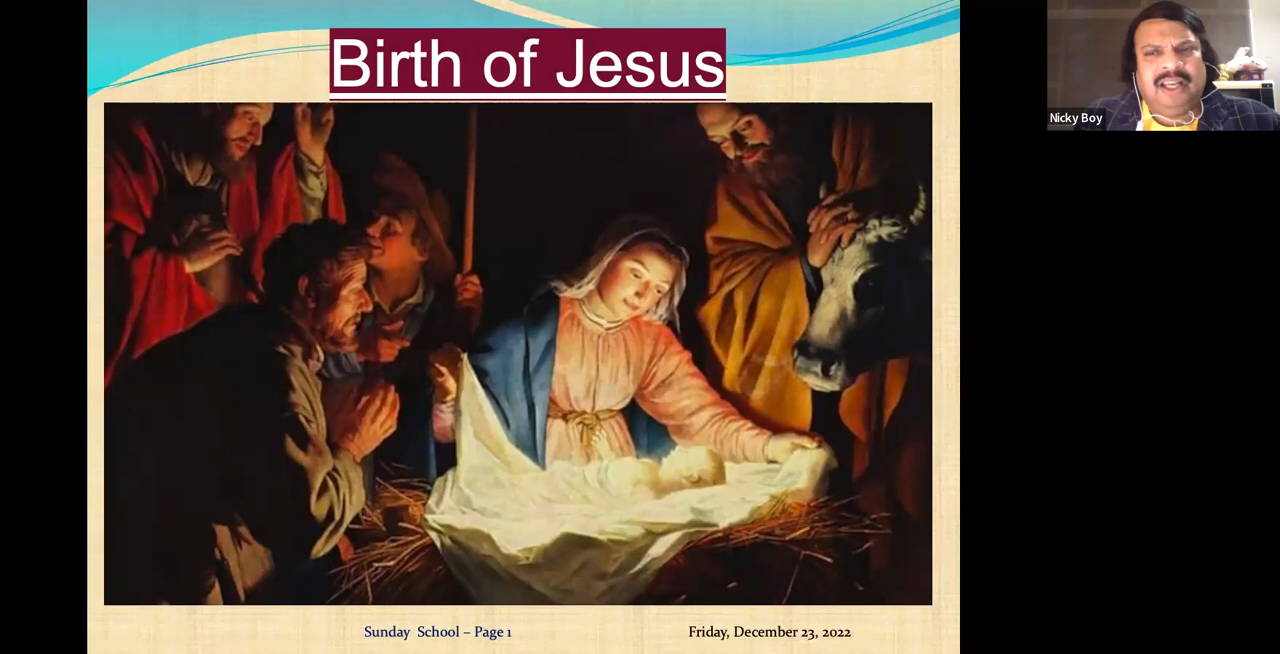 Birth of Jesus
Nicky Boy
Sunday School – Page 1
Friday, December 23, 2022